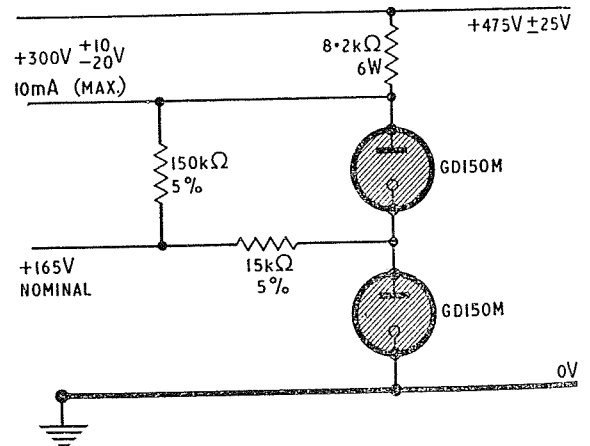 +475V ±25V
+300V +10 -20 V
10mA (MAX.)
8·2kΩ
6W
150kΩ
5%
GD150M
+165V
NOMINAL
15kΩ
5%
GD150M
0V